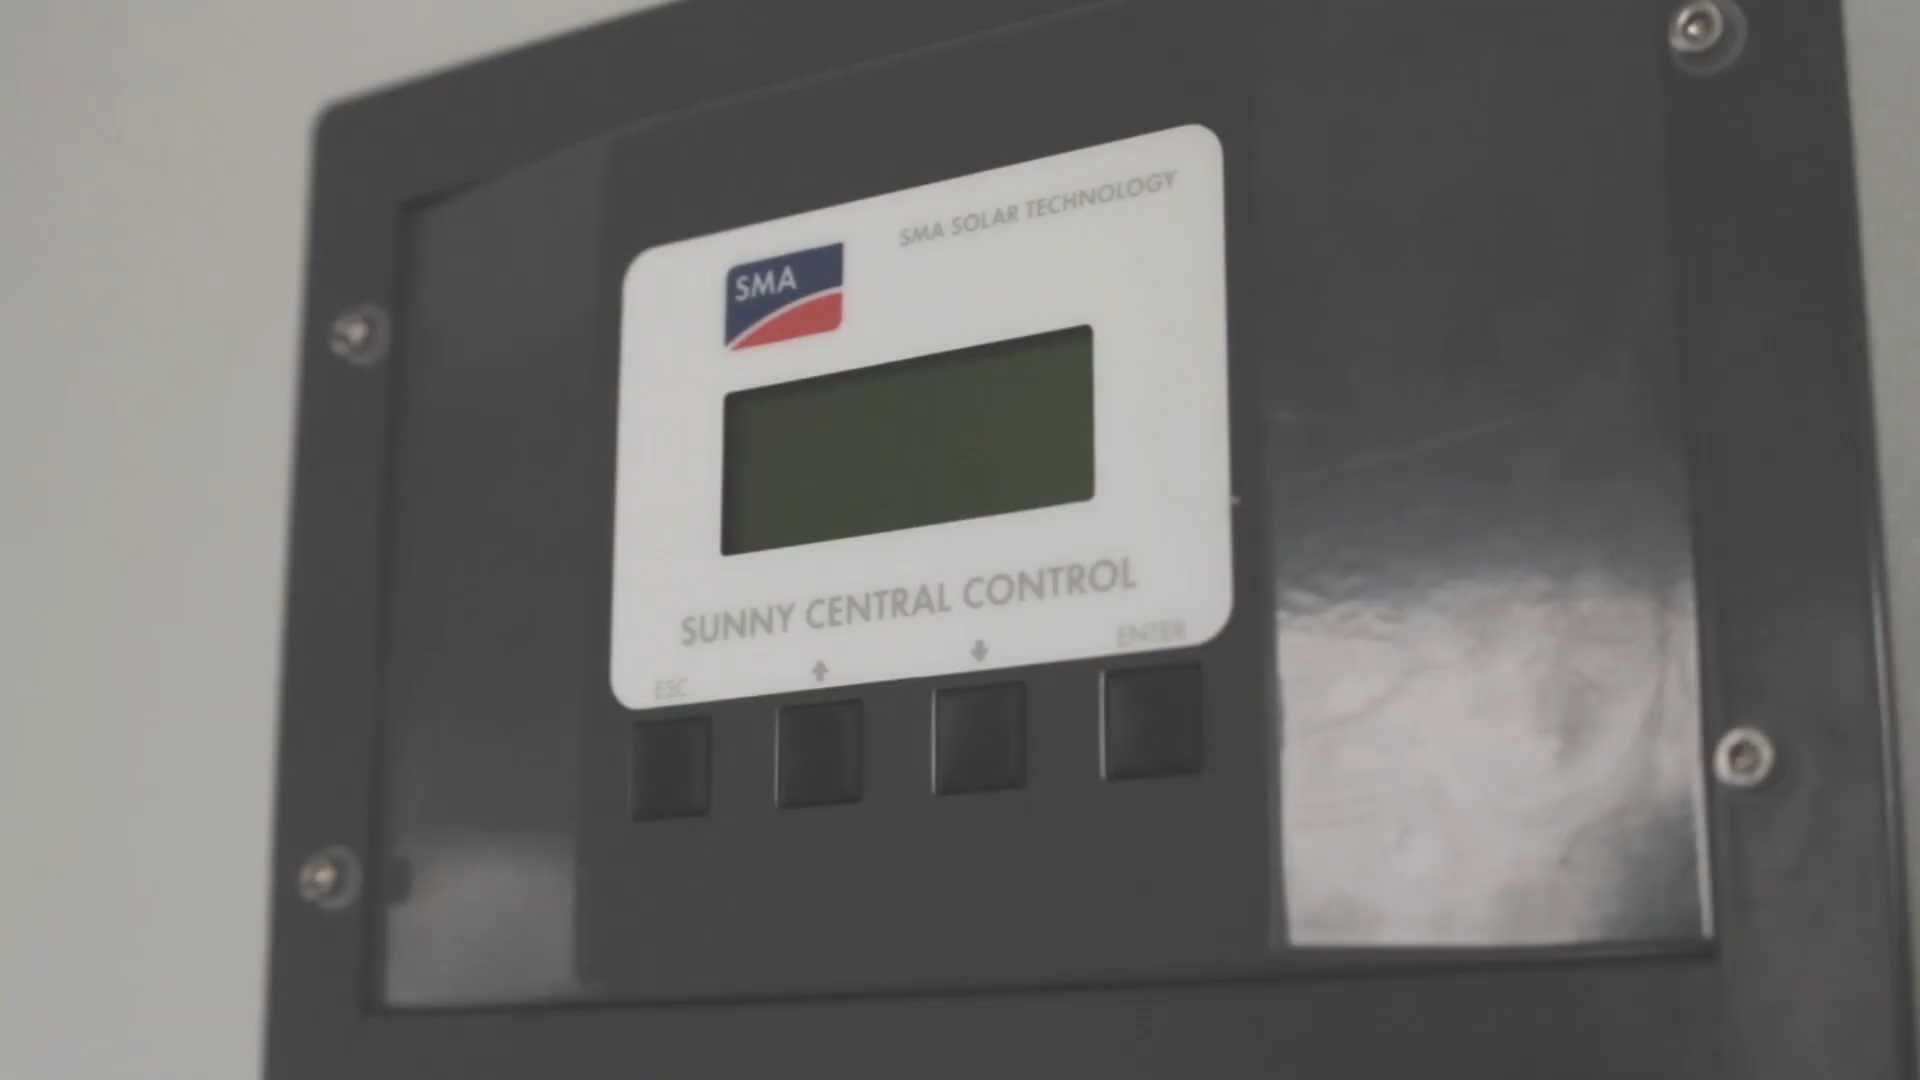 SMA SOLAR TECHNOLOGY
SMA
SUNNY CENTRAL CONTROL
ESC
ENTER